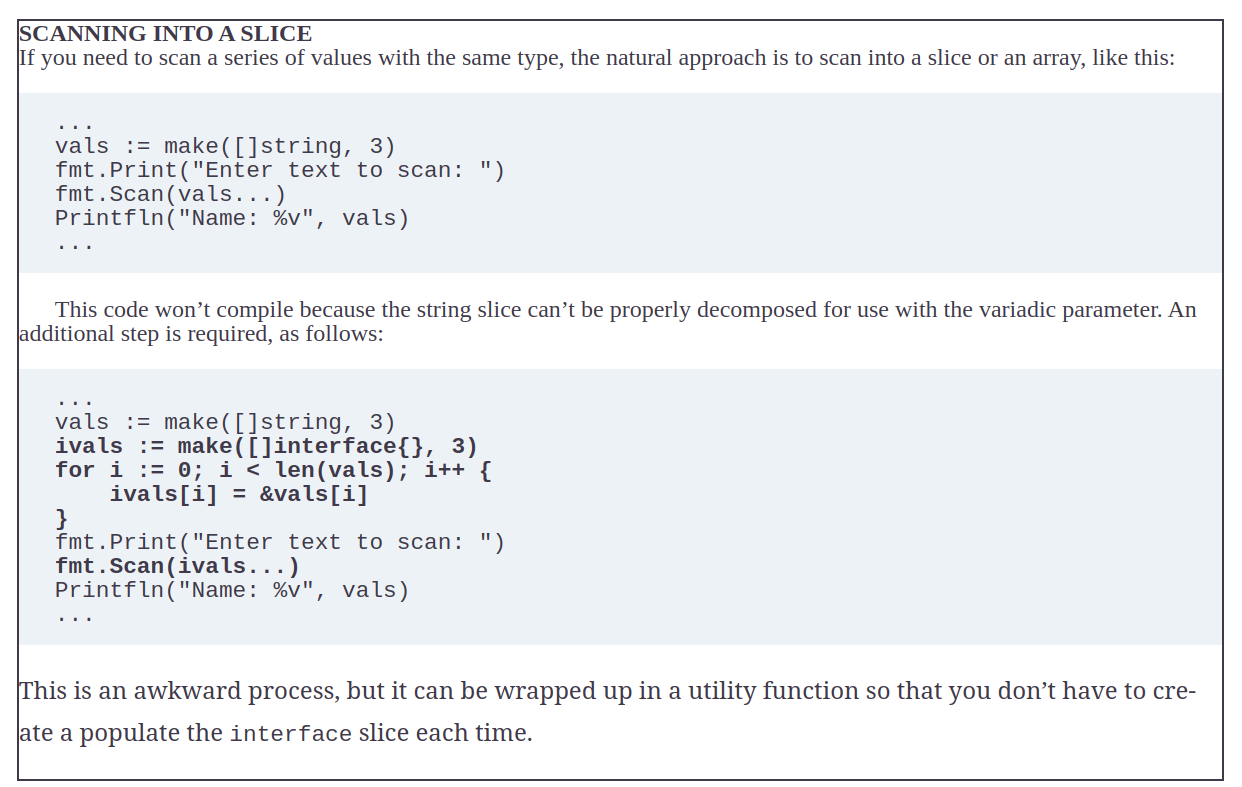 SCANNING INTO A SLICE
If you need to scan a series of values with the same type, the natural approach is to scan into a slice or an array, like this:
...
vals := make([]string, 3)
fmt.Print("Enter text to scan: ")
fmt.Scan(vals...)
Printfln("Name: %v", vals)
...
This code won’t compile because the string slice can’t be properly decomposed for use with the variadic parameter. An
additional step is required, as follows:
...
vals := make([]string, 3)
ivals := make([]interface{}, 3)
for i := 0; i < len(vals); i++ {
    ivals[i] = &vals[i]
}
fmt.Print("Enter text to scan: ")
fmt.Scan(ivals...)
Printfln("Name: %v", vals)
...
This is an awkward process, but it can be wrapped up in a utility function so that you don’t have to cre-
ate a populate the interface slice each time.